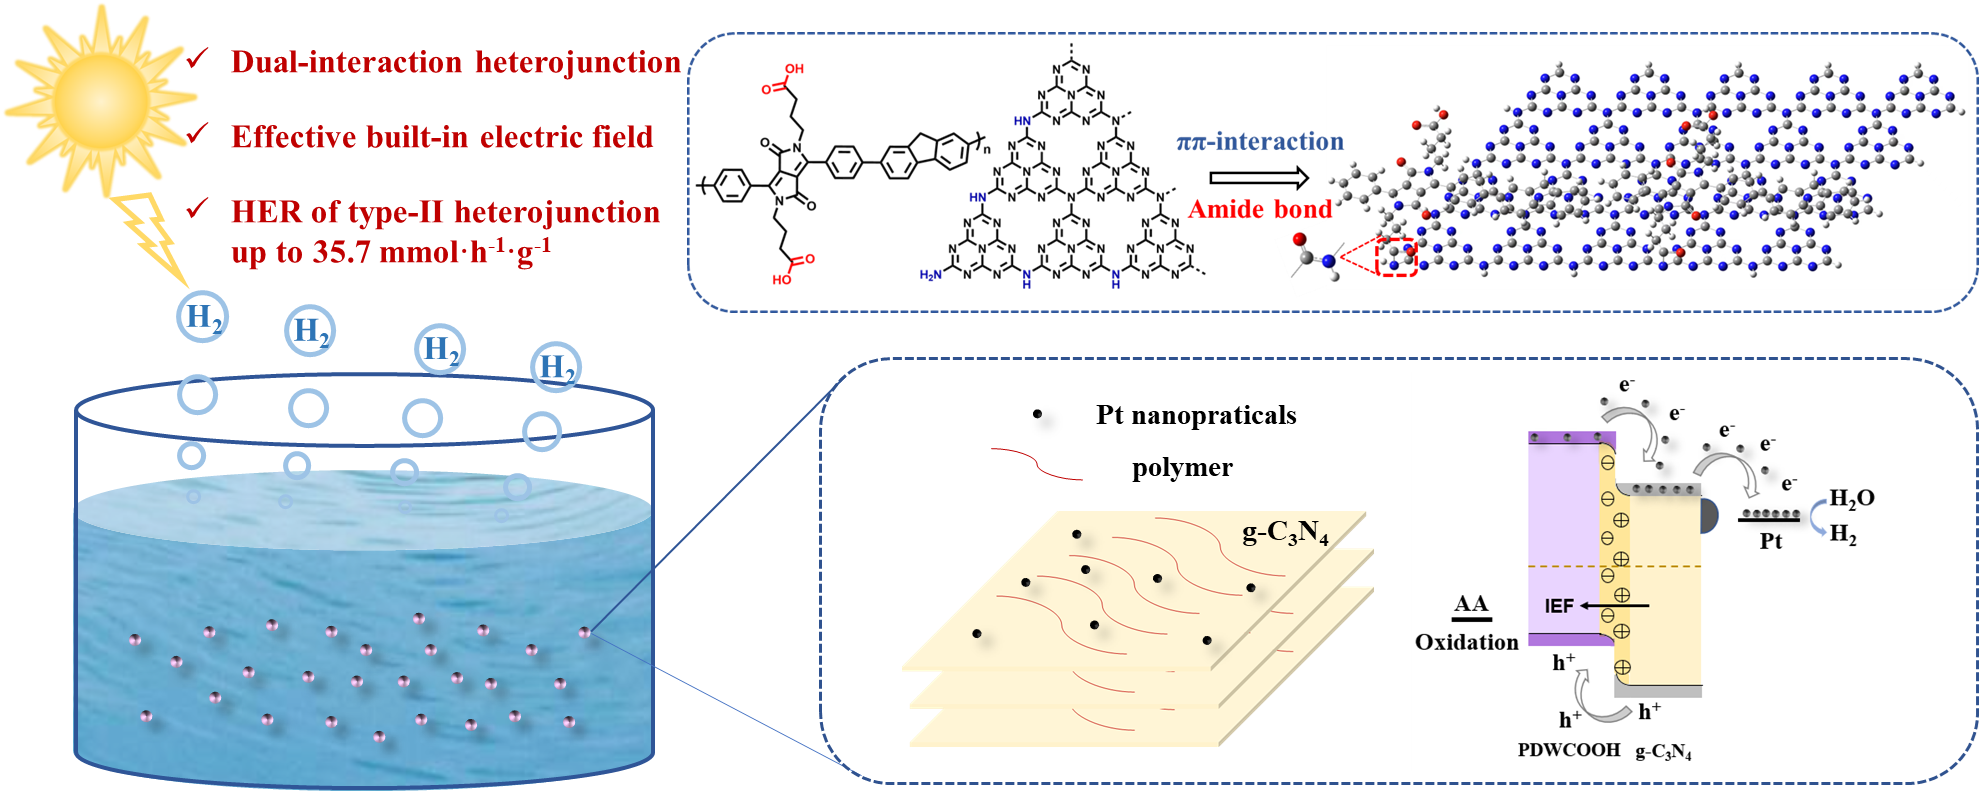 ✓ Dual-interaction heterojunction
✓ Effective built-in electric field
✓ HER of type-II heterojunction
up to 35.7 mmol·h⁻¹·g⁻¹
H₂
H₂
H₂
H₂
OH
O
O
N
N
O
O
HO
n
N N N
N N N
N N N
HN
N
HN
N
N
H₂N
N
H
N
H
ππ-interaction
Amide bond
Pt nanopraticals
polymer
g-C₃N₄
e⁻
e⁻
e⁻
e⁻
e⁻
H₂O
H₂
Pt
AA
Oxidation
IEF
h⁺
h⁺
h⁺
PDWCOOH
g-C₃N₄